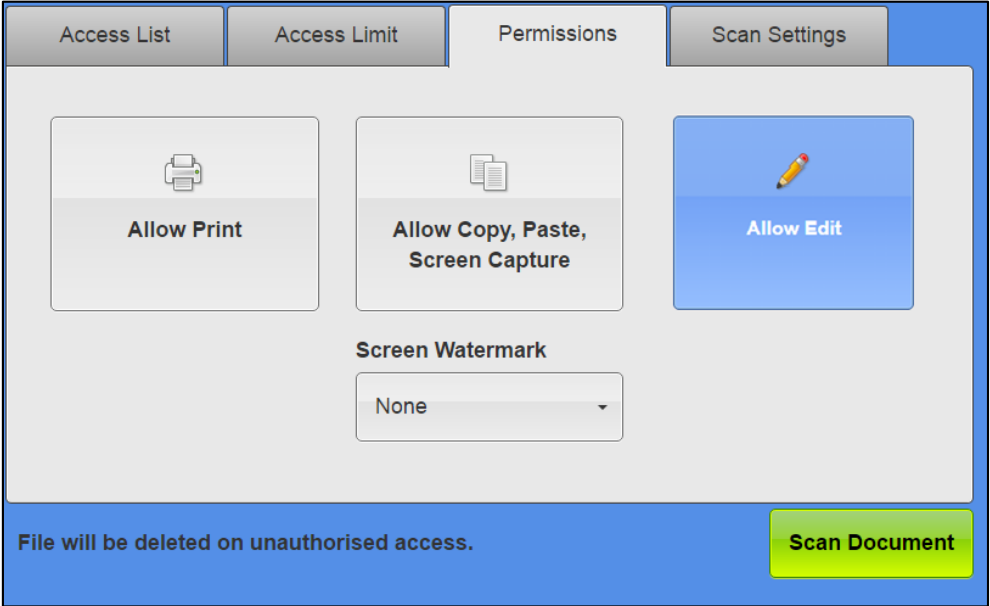 Access List
Access Limit
Permissions
Scan Settings
Allow Print
Allow Copy, Paste,
Screen Capture
Allow Edit
Screen Watermark
None
File will be deleted on unauthorised access.
Scan Document